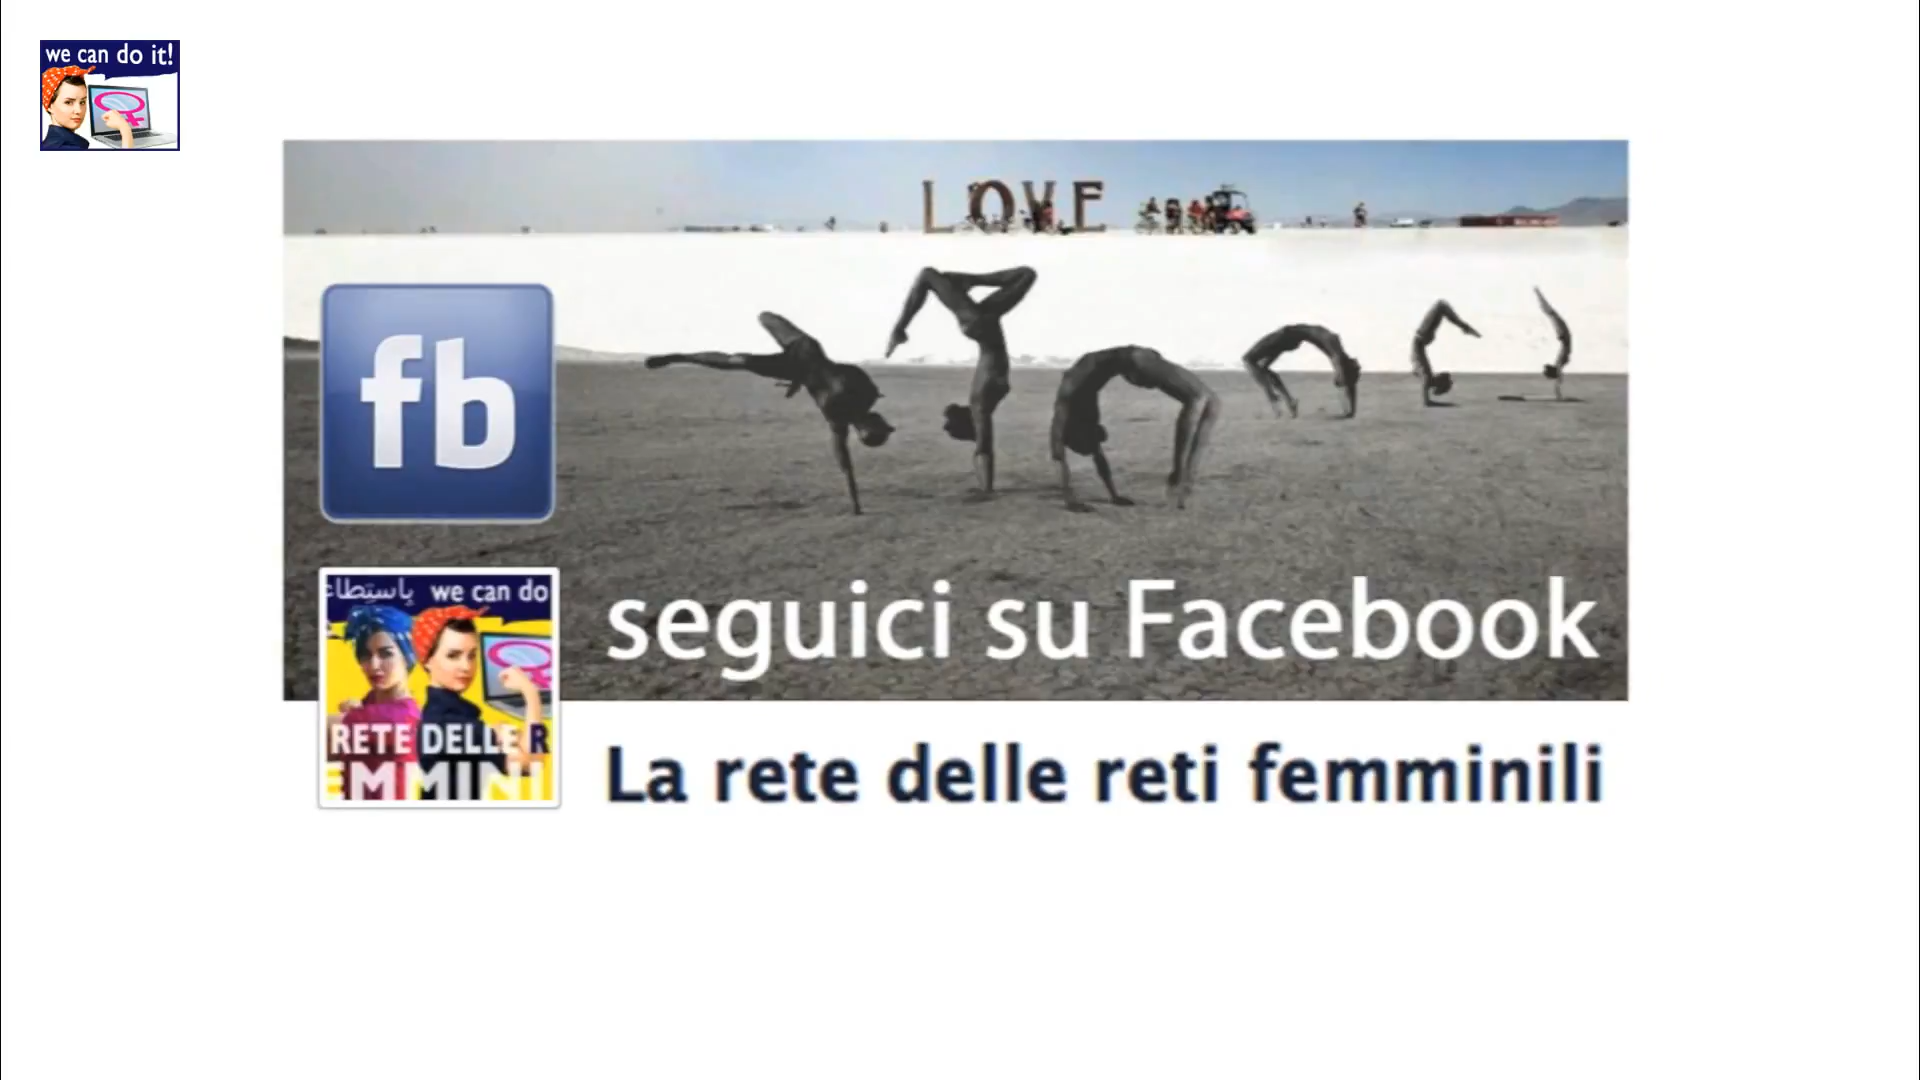 we can do it!
LOVE
fb
we can do
seguici su Facebook
RETE DELLE R
EMMINI
La rete delle reti femminili